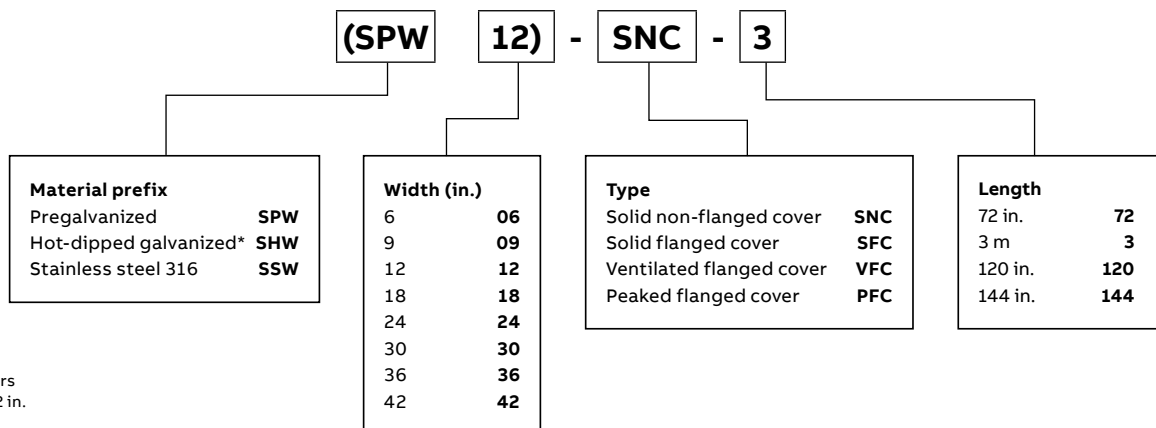 (SPW 12) - SNC - 3
Material prefix
Pregalvanized SPW
Hot-dipped galvanized* SHW
Stainless steel 316 SSW
Width (in.)
6 06
9 09
12 12
18 18
24 24
30 30
36 36
42 42
Type
Solid non-flanged cover SNC
Solid flanged cover SFC
Ventilated flanged cover VFC
Peaked flanged cover PFC
Length
72 in. 72
3 m 3
120 in. 120
144 in. 144
in.